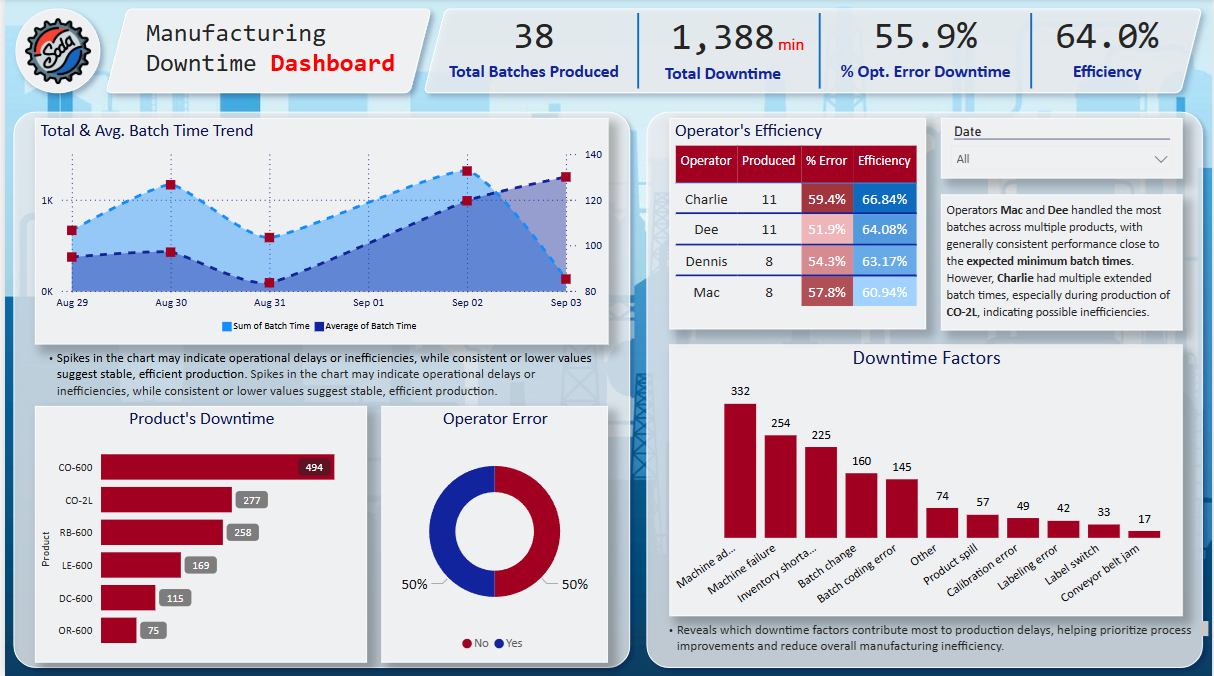 Soda
Manufacturing
Downtime Dashboard
38
Total Batches Produced
1,388 min
Total Downtime
55.9%
% Opt. Error Downtime
64.0%
Efficiency
Total & Avg. Batch Time Trend
1K
0K
140
120
100
80
Aug 29
Aug 30
Aug 31
Sep 01
Sep 02
Sep 03
Sum of Batch Time
Average of Batch Time
• Spikes in the chart may indicate operational delays or inefficiencies, while consistent or lower values
suggest stable, efficient production. Spikes in the chart may indicate operational delays or
inefficiencies, while consistent or lower values suggest stable, efficient production.
Product's Downtime
Product
CO-600 494
CO-2L 277
RB-600 258
LE-600 169
DC-600 115
OR-600 75
Operator Error
50%
50%
No Yes
Operator's Efficiency
Operator Produced % Error Efficiency
Charlie 11 59.4% 66.84%
Dee 11 51.9% 64.08%
Dennis 8 54.3% 63.17%
Mac 8 57.8% 60.94%
Date
All
Operators Mac and Dee handled the most
batches across multiple products, with
generally consistent performance close to
the expected minimum batch times.
However, Charlie had multiple extended
batch times, especially during production of
CO-2L, indicating possible inefficiencies.
Downtime Factors
332
254
225
160
145
74
57
49
42
33
17
Machine ad...
Machine failure
Inventory shorta...
Batch change
Batch coding error
Other
Product spill
Calibration error
Labeling error
Label switch
Conveyor belt jam
• Reveals which downtime factors contribute most to production delays, helping prioritize process
improvements and reduce overall manufacturing inefficiency.